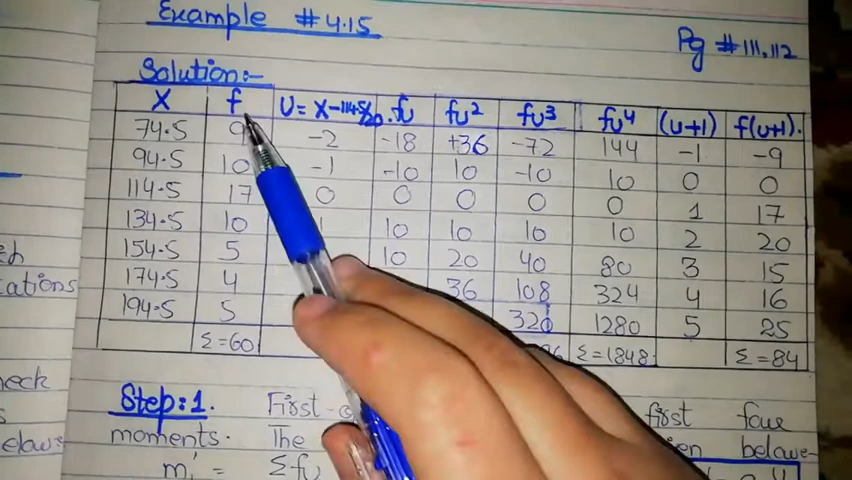 Example #4.15
Pg #111,112
Solution:-
X f U = X-114.5/20 fu fu² fu³ fu⁴ (u+1) f(u+1).
74.5 9 -2 -18 +36 -72 144 -1 -9
94.5 10 -1 -10 10 -10 10 0 0
114.5 17 0 0 0 0 0 1 17
134.5 10 10 10 10 10 2 20
154.5 5 10 20 40 80 3 15
174.5 4 36 108 324 4 16
194.5 5 320 1280 5 25
Σ=60 Σ=1848 Σ=84
Step:1. First first four
moments. The
m₁' = Σfu